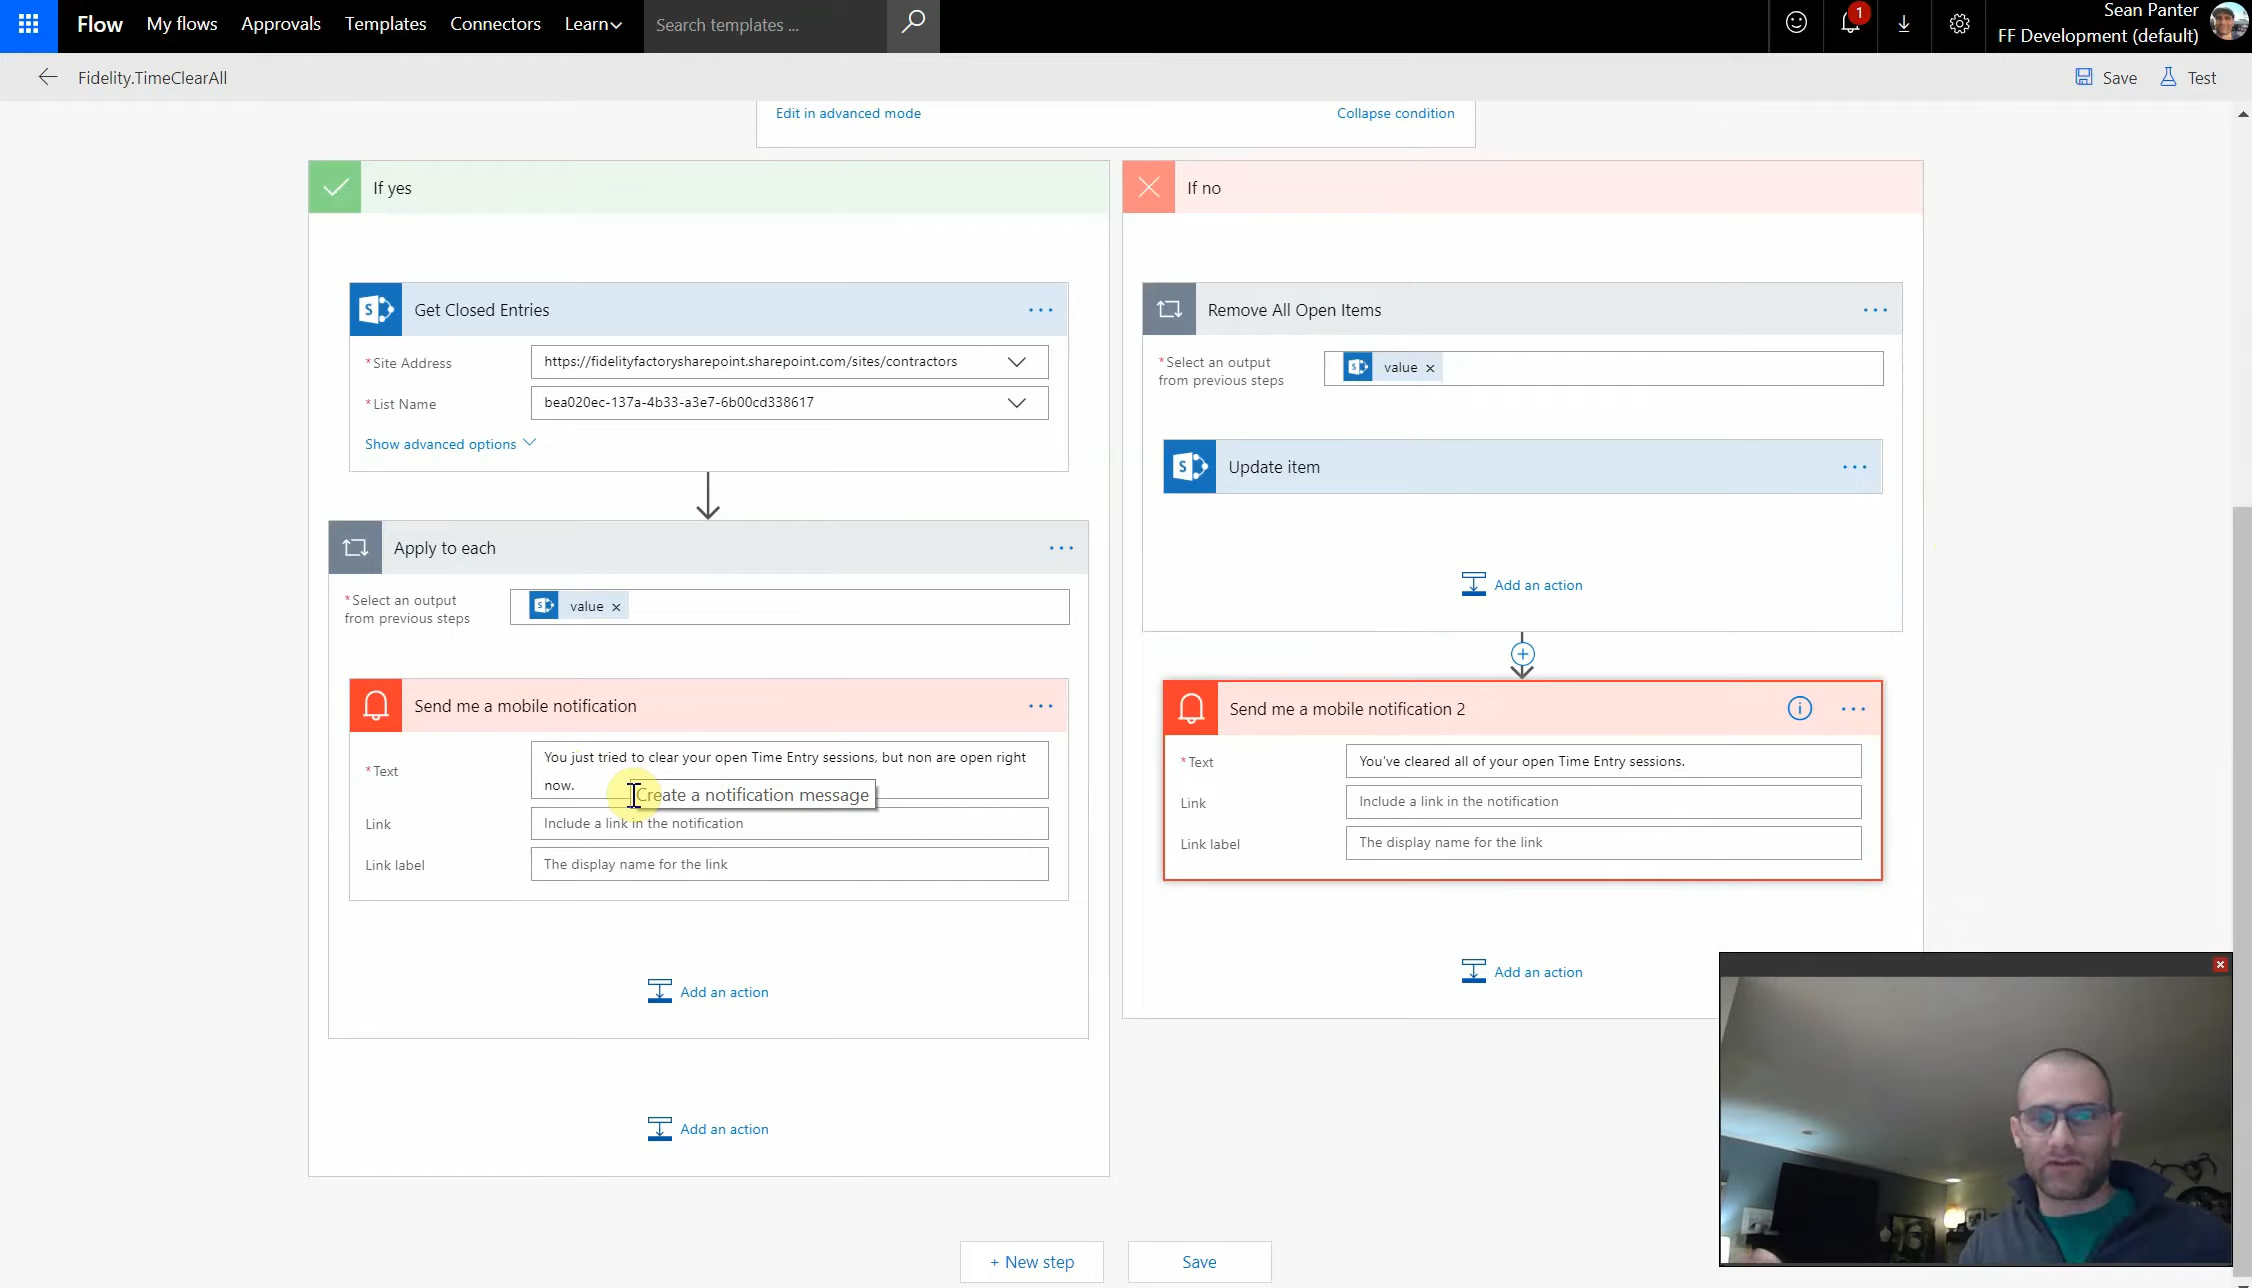 Flow My flows Approvals Templates Connectors Learn Search templates ... 1 Sean Panter
FF Development (default)
Fidelity.TimeClearAll Save Test
Edit in advanced mode Collapse condition
If yes
Get Closed Entries
* Site Address https://fidelityfactorysharepoint.sharepoint.com/sites/contractors
* List Name bea020ec-137a-4b33-a3e7-6b00cd338617
Show advanced options
Apply to each
* Select an output
from previous steps
value ×
Send me a mobile notification
* Text
You just tried to clear your open Time Entry sessions, but non are open right
now.
Create a notification message
Link Include a link in the notification
Link label The display name for the link
Add an action
Add an action
If no
Remove All Open Items
* Select an output
from previous steps
value ×
Update item
Add an action
Send me a mobile notification 2
* Text You've cleared all of your open Time Entry sessions.
Link Include a link in the notification
Link label The display name for the link
Add an action
+ New step Save